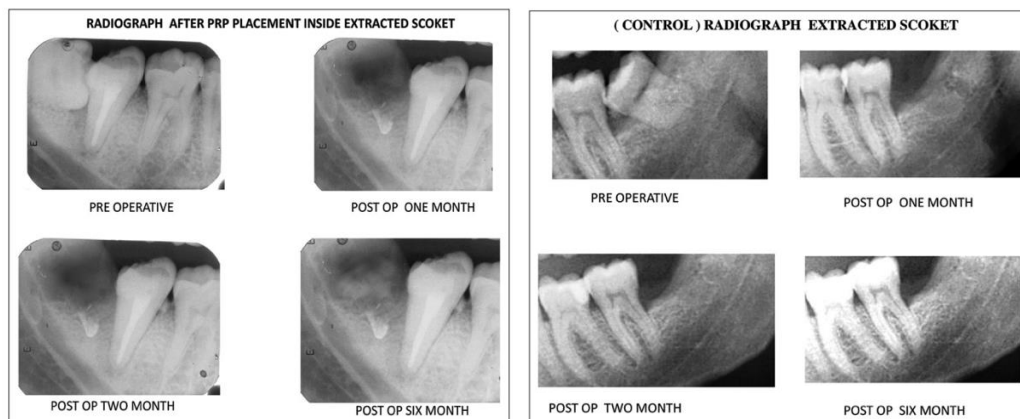 RADIOGRAPH AFTER PRP PLACEMENT INSIDE EXTRACTED SCOKET
PRE OPERATIVE
POST OP ONE MONTH
POST OP TWO MONTH
POST OP SIX MONTH
( CONTROL ) RADIOGRAPH EXTRACTED SCOKET
PRE OPERATIVE
POST OP ONE MONTH
POST OP TWO MONTH
POST OP SIX MONTH